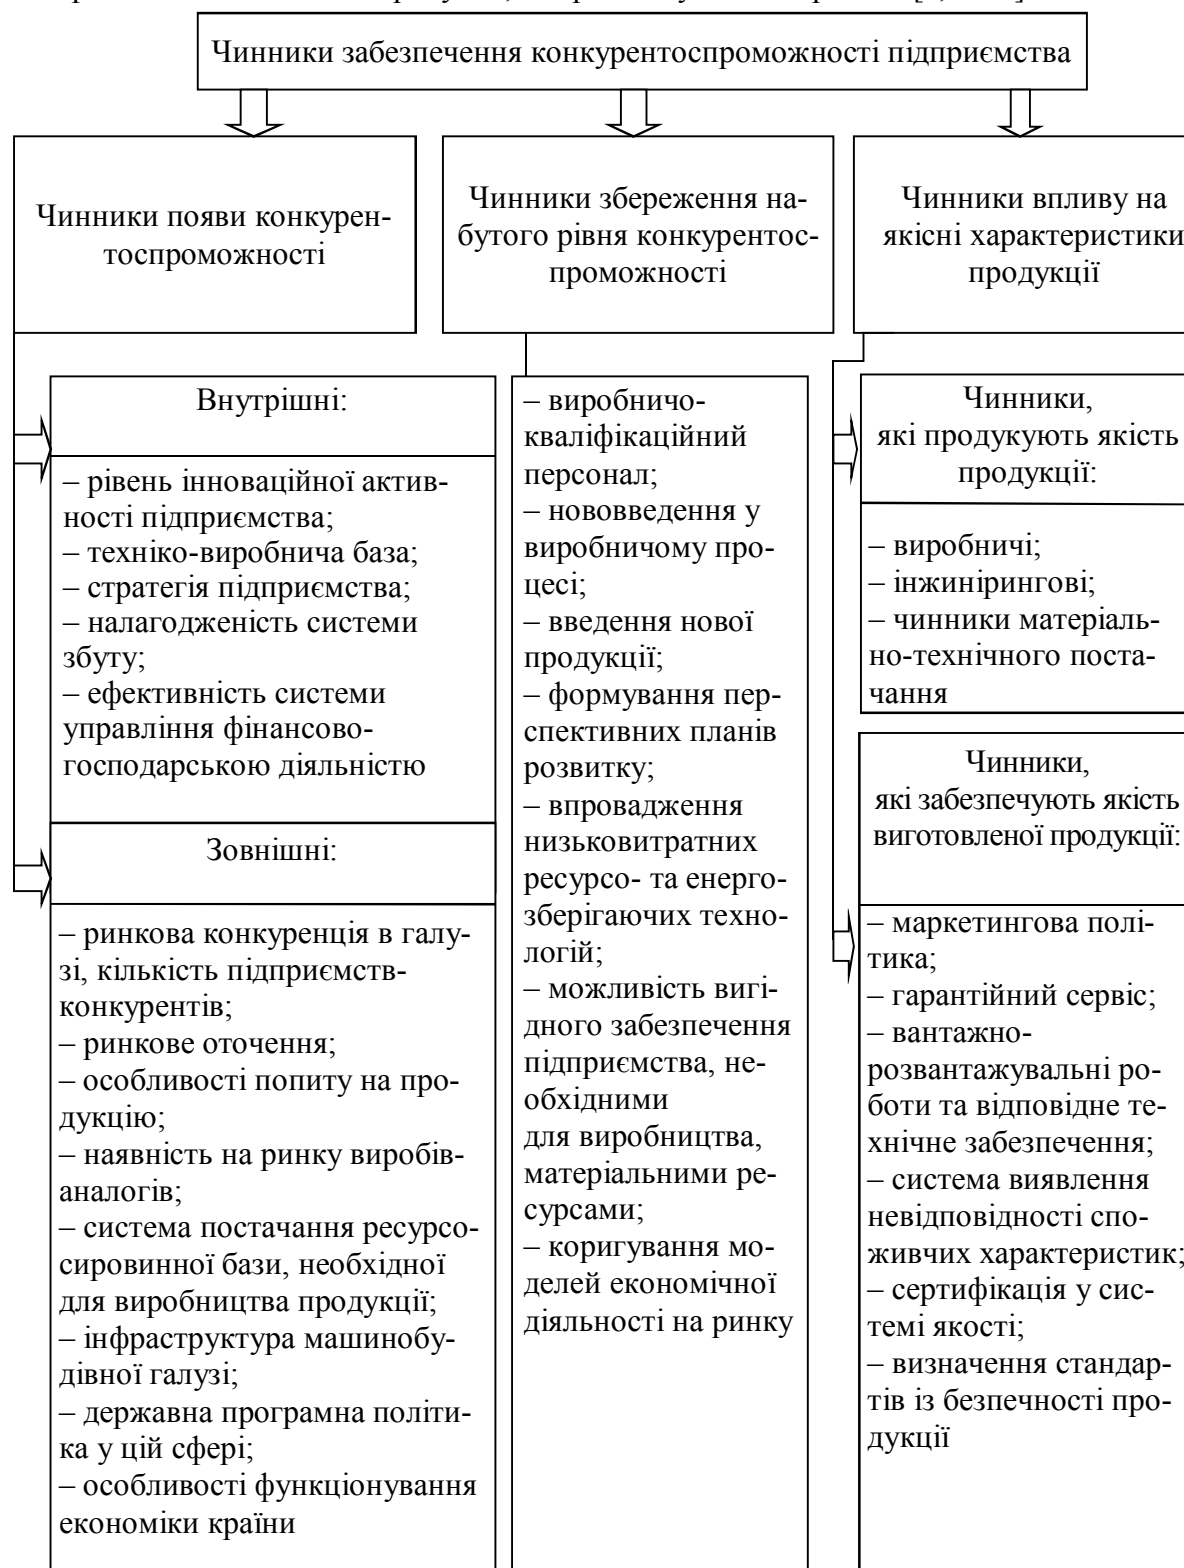 Чинники забезпечення конкурентоспроможності підприємства
Чинники появи конкурен-
тоспроможності
Чинники збереження на-
бутого рівня конкурентос-
проможності
Чинники впливу на
якісні характеристики
продукції
Внутрішні:
– рівень інноваційної актив-
ності підприємства;
– техніко-виробнича база;
– стратегія підприємства;
– налагодженість системи
збуту;
– ефективність системи
управління фінансово-
господарською діяльністю
Зовнішні:
– ринкова конкуренція в галу-
зі, кількість підприємств-
конкурентів;
– ринкове оточення;
– особливості попиту на про-
дукцію;
– наявність на ринку виробів-
аналогів;
– система постачання ресурсо-
сировинної бази, необхідної
для виробництва продукції;
– інфраструктура машинобу-
дівної галузі;
– державна програмна політи-
ка у цій сфері;
– особливості функціонування
економіки країни
– виробничо-
кваліфікаційний
персонал;
– нововведення у
виробничому про-
цесі;
– введення нової
продукції;
– формування пер-
спективних планів
розвитку;
– впровадження
низьковитратних
ресурсо- та енерго-
зберігаючих техно-
логій;
– можливість вигі-
дного забезпечення
підприємства, не-
обхідними
для виробництва,
матеріальними ре-
сурсами;
– коригування мо-
делей економічної
діяльності на ринку
Чинники,
які продукують якість
продукції:
– виробничі;
– інжинірингові;
– чинники матеріаль-
но-технічного поста-
чання
Чинники,
які забезпечують якість
виготовленої продукції:
– маркетингова полі-
тика;
– гарантійний сервіс;
– вантажно-
розвантажувальні ро-
боти та відповідне те-
хнічне забезпечення;
– система виявлення
невідповідності спо-
живчих характеристик;
– сертифікація у сис-
темі якості;
– визначення стандар-
тів із безпечності про-
дукції